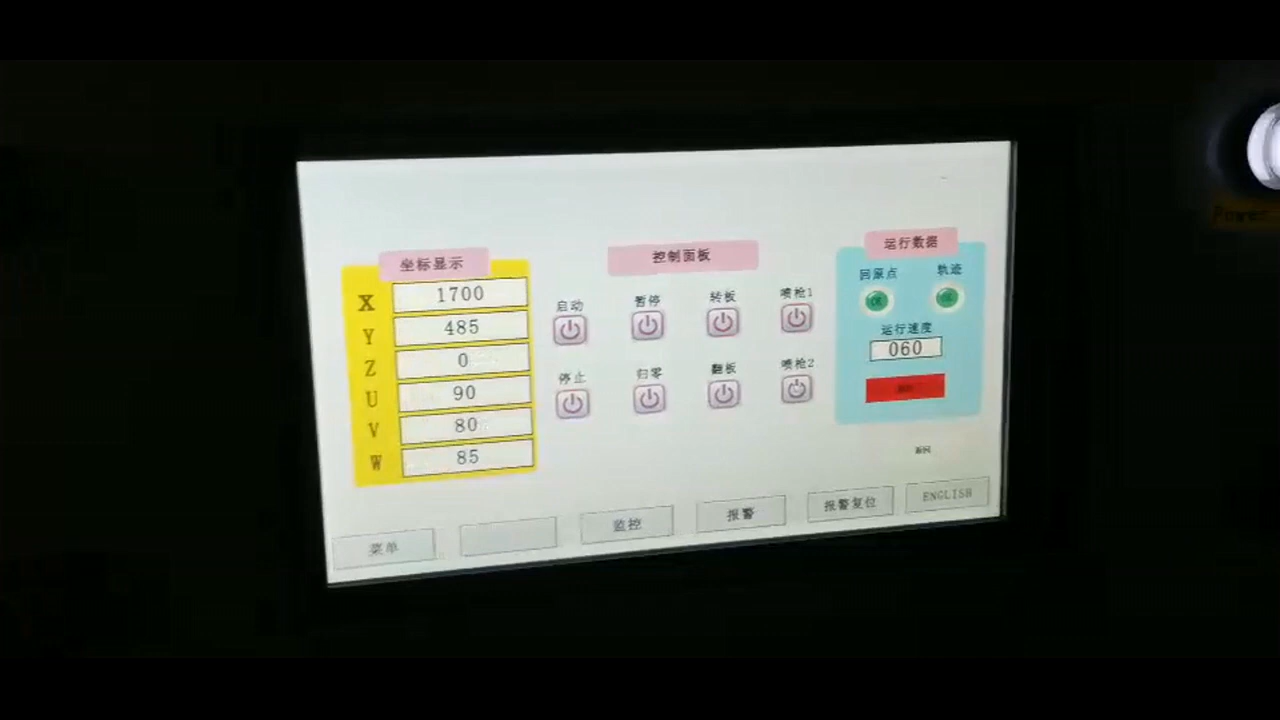 坐标显示
X 1700
Y 485
Z 0
U 90
V 80
W 85
控制面板
启动 暂停 转板 喷枪1
停止 归零 翻板 喷枪2
运行数据
回原点 轨迹
OK
运行速度
060
菜单 监控 报警 报警复位 ENGLISH
Power